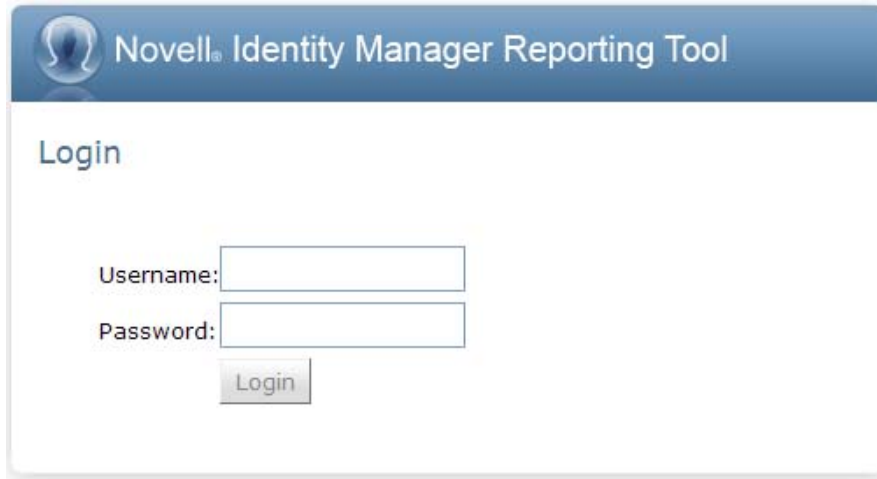 Novell® Identity Manager Reporting Tool
Login
Username:
Password:
Login